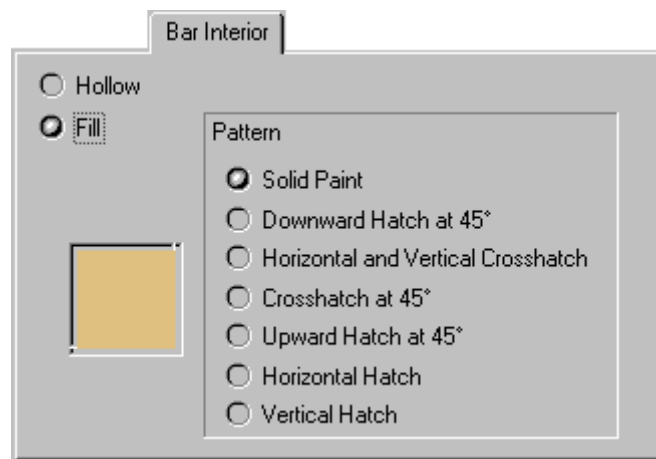 Bar Interior
Hollow
Fill
Pattern
Solid Paint
Downward Hatch at 45°
Horizontal and Vertical Crosshatch
Crosshatch at 45°
Upward Hatch at 45°
Horizontal Hatch
Vertical Hatch